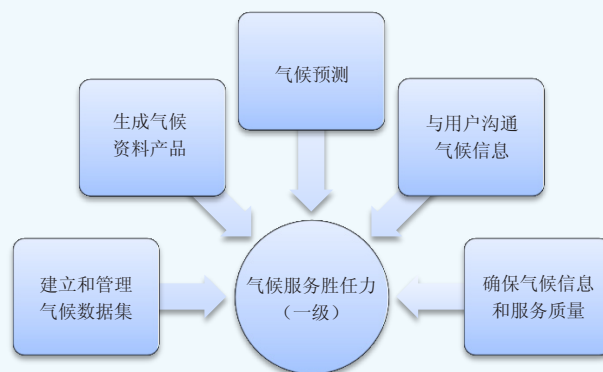 气候预测
生成气候
资料产品
与用户沟通
气候信息
建立和管理
气候数据集
气候服务胜任力
（一级）
确保气候信息
和服务质量